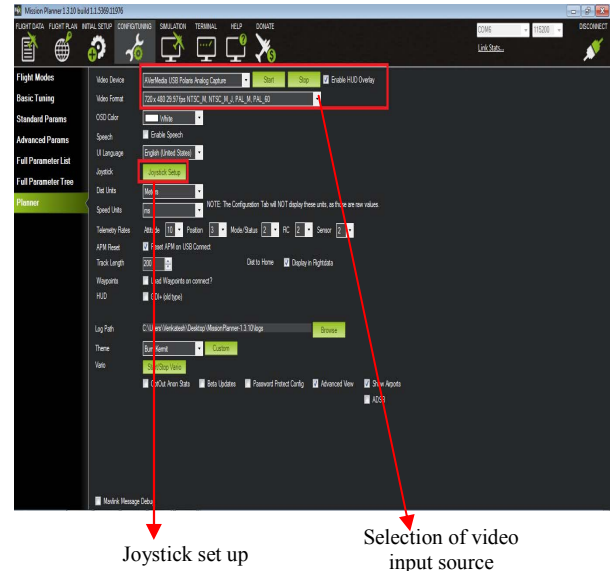 Mission Planner 1.3.10 build 1.1.5369.11976
FLIGHT DATA FLIGHT PLAN INITIAL SETUP CONFIG/TUNING SIMULATION TERMINAL HELP DONATE
COM6 115200 DISCONNECT
Link Stats...
Flight Modes
Basic Tuning
Standard Params
Advanced Params
Full Parameter List
Full Parameter Tree
Planner
Video Device AVerMedia USB Polaris Analog Capture Start Stop Enable HUD Overlay
Video Format 720 x 480 29.97 fps NTSC_M, NTSC_M_J, PAL_M, PAL_60
OSD Color White
Speech Enable Speech
UI Language English (United States)
Joystick Joystick Setup
Dist Units Meters
NOTE: The Configuration Tab will NOT display these units, as those are raw values.
Speed Units ms
Telemetry Rates Attitude 10 Position 3 Mode/Status 2 RC 2 Sensor 2
APM Reset Reset APM on USB Connect
Track Length 200 Dist to Home Display in Flightdata
Waypoints Load Waypoints on connect?
HUD GDI+ (old type)
Log Path C:\Users\Venkatesh\Desktop\MissionPlanner-1.3.10\logs Browse
Theme BurntKermit Custom
Vario Start/Stop Vario
OptOut Anon Stats Beta Updates Password Protect Config Advanced View Show Airports
ADSB
Mavlink Message Debug
Joystick set up
Selection of video
input source